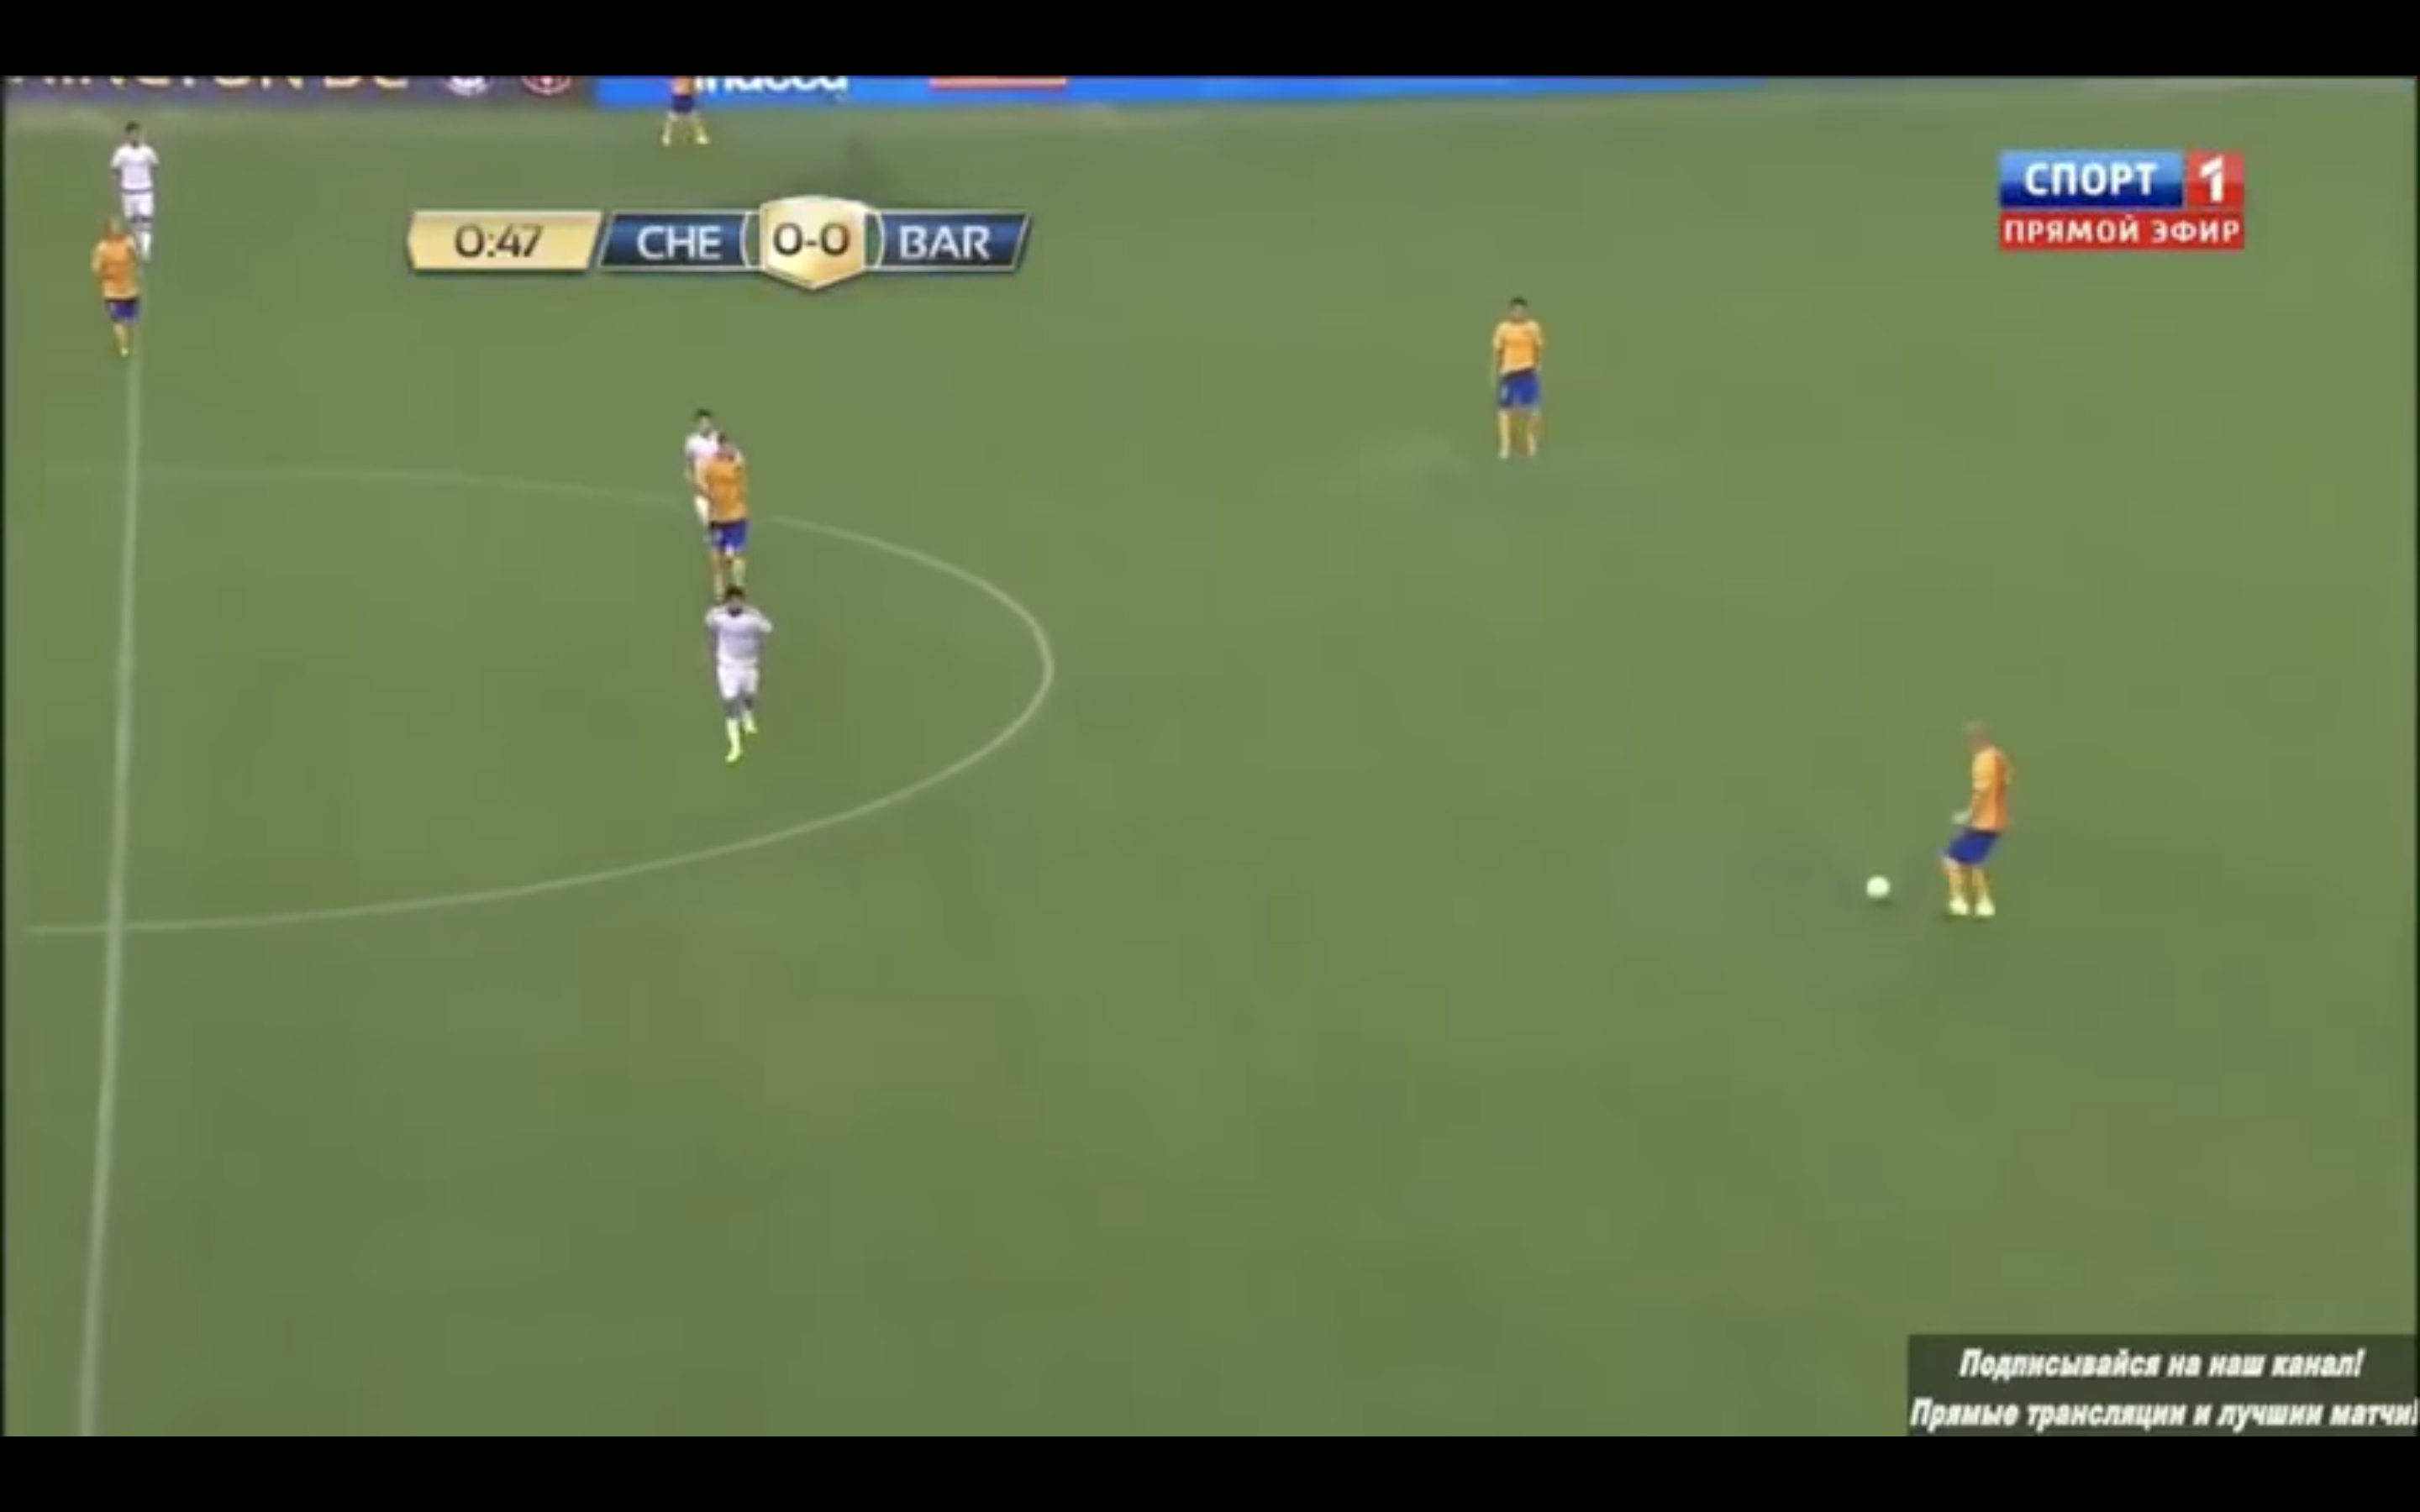 0:47 CHE 0-0 BAR
СПОРТ 1
ПРЯМОЙ ЭФИР
Подписывайся на наш канал!
Прямые трансляции и лучшии матчи!